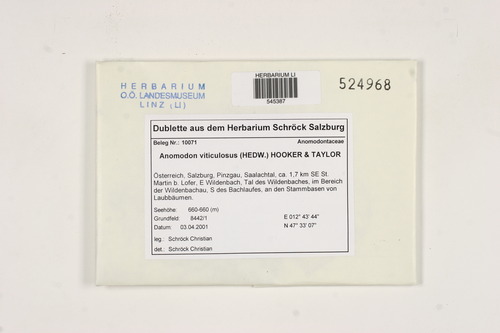 HERBARIUM
O.Ö. LANDESMUSEUM
LINZ (LI)
HERBARIUM LI
545387
524968
Dublette aus dem Herbarium Schröck Salzburg
Beleg Nr.: 10071 Anomodontaceae
Anomodon viticulosus (HEDW.) HOOKER & TAYLOR
Österreich, Salzburg, Pinzgau, Saalachtal, ca. 1,7 km SE St.
Martin b. Lofer, E Wildenbach, Tal des Wildenbaches, im Bereich
der Wildenbachau, S des Bachlaufes, an den Stammbasen von
Laubbäumen.
Seehöhe: 660-660 (m)
Grundfeld 8442/1 E 012° 43' 44"
Datum: 03.04.2001 N 47° 33' 07"
leg.: Schröck Christian
det.: Schröck Christian